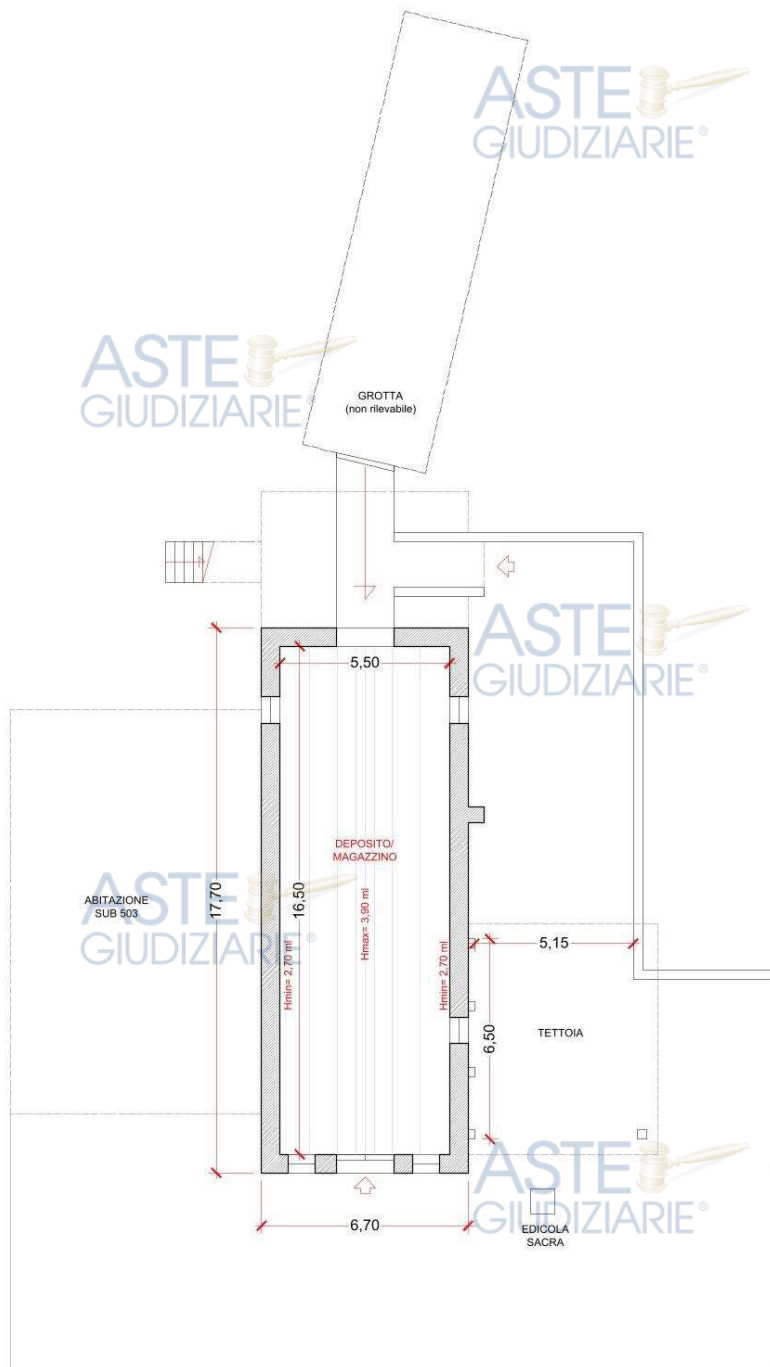 ASTE
GIUDIZIARIE®
ASTE
GIUDIZIARIE®
GROTTA
(non rilevabile)
ASTE
GIUDIZIARIE®
5,50
DEPOSITO/
MAGAZZINO
ABITAZIONE
SUB 503
17,70
16,50
Hmin= 2,70 ml
Hmax= 3,90 ml
Hmin= 2,70 ml
ASTE
GIUDIZIARIE®
5,15
6,50
TETTOIA
ASTE
GIUDIZIARIE®
6,70
EDICOLA
SACRA